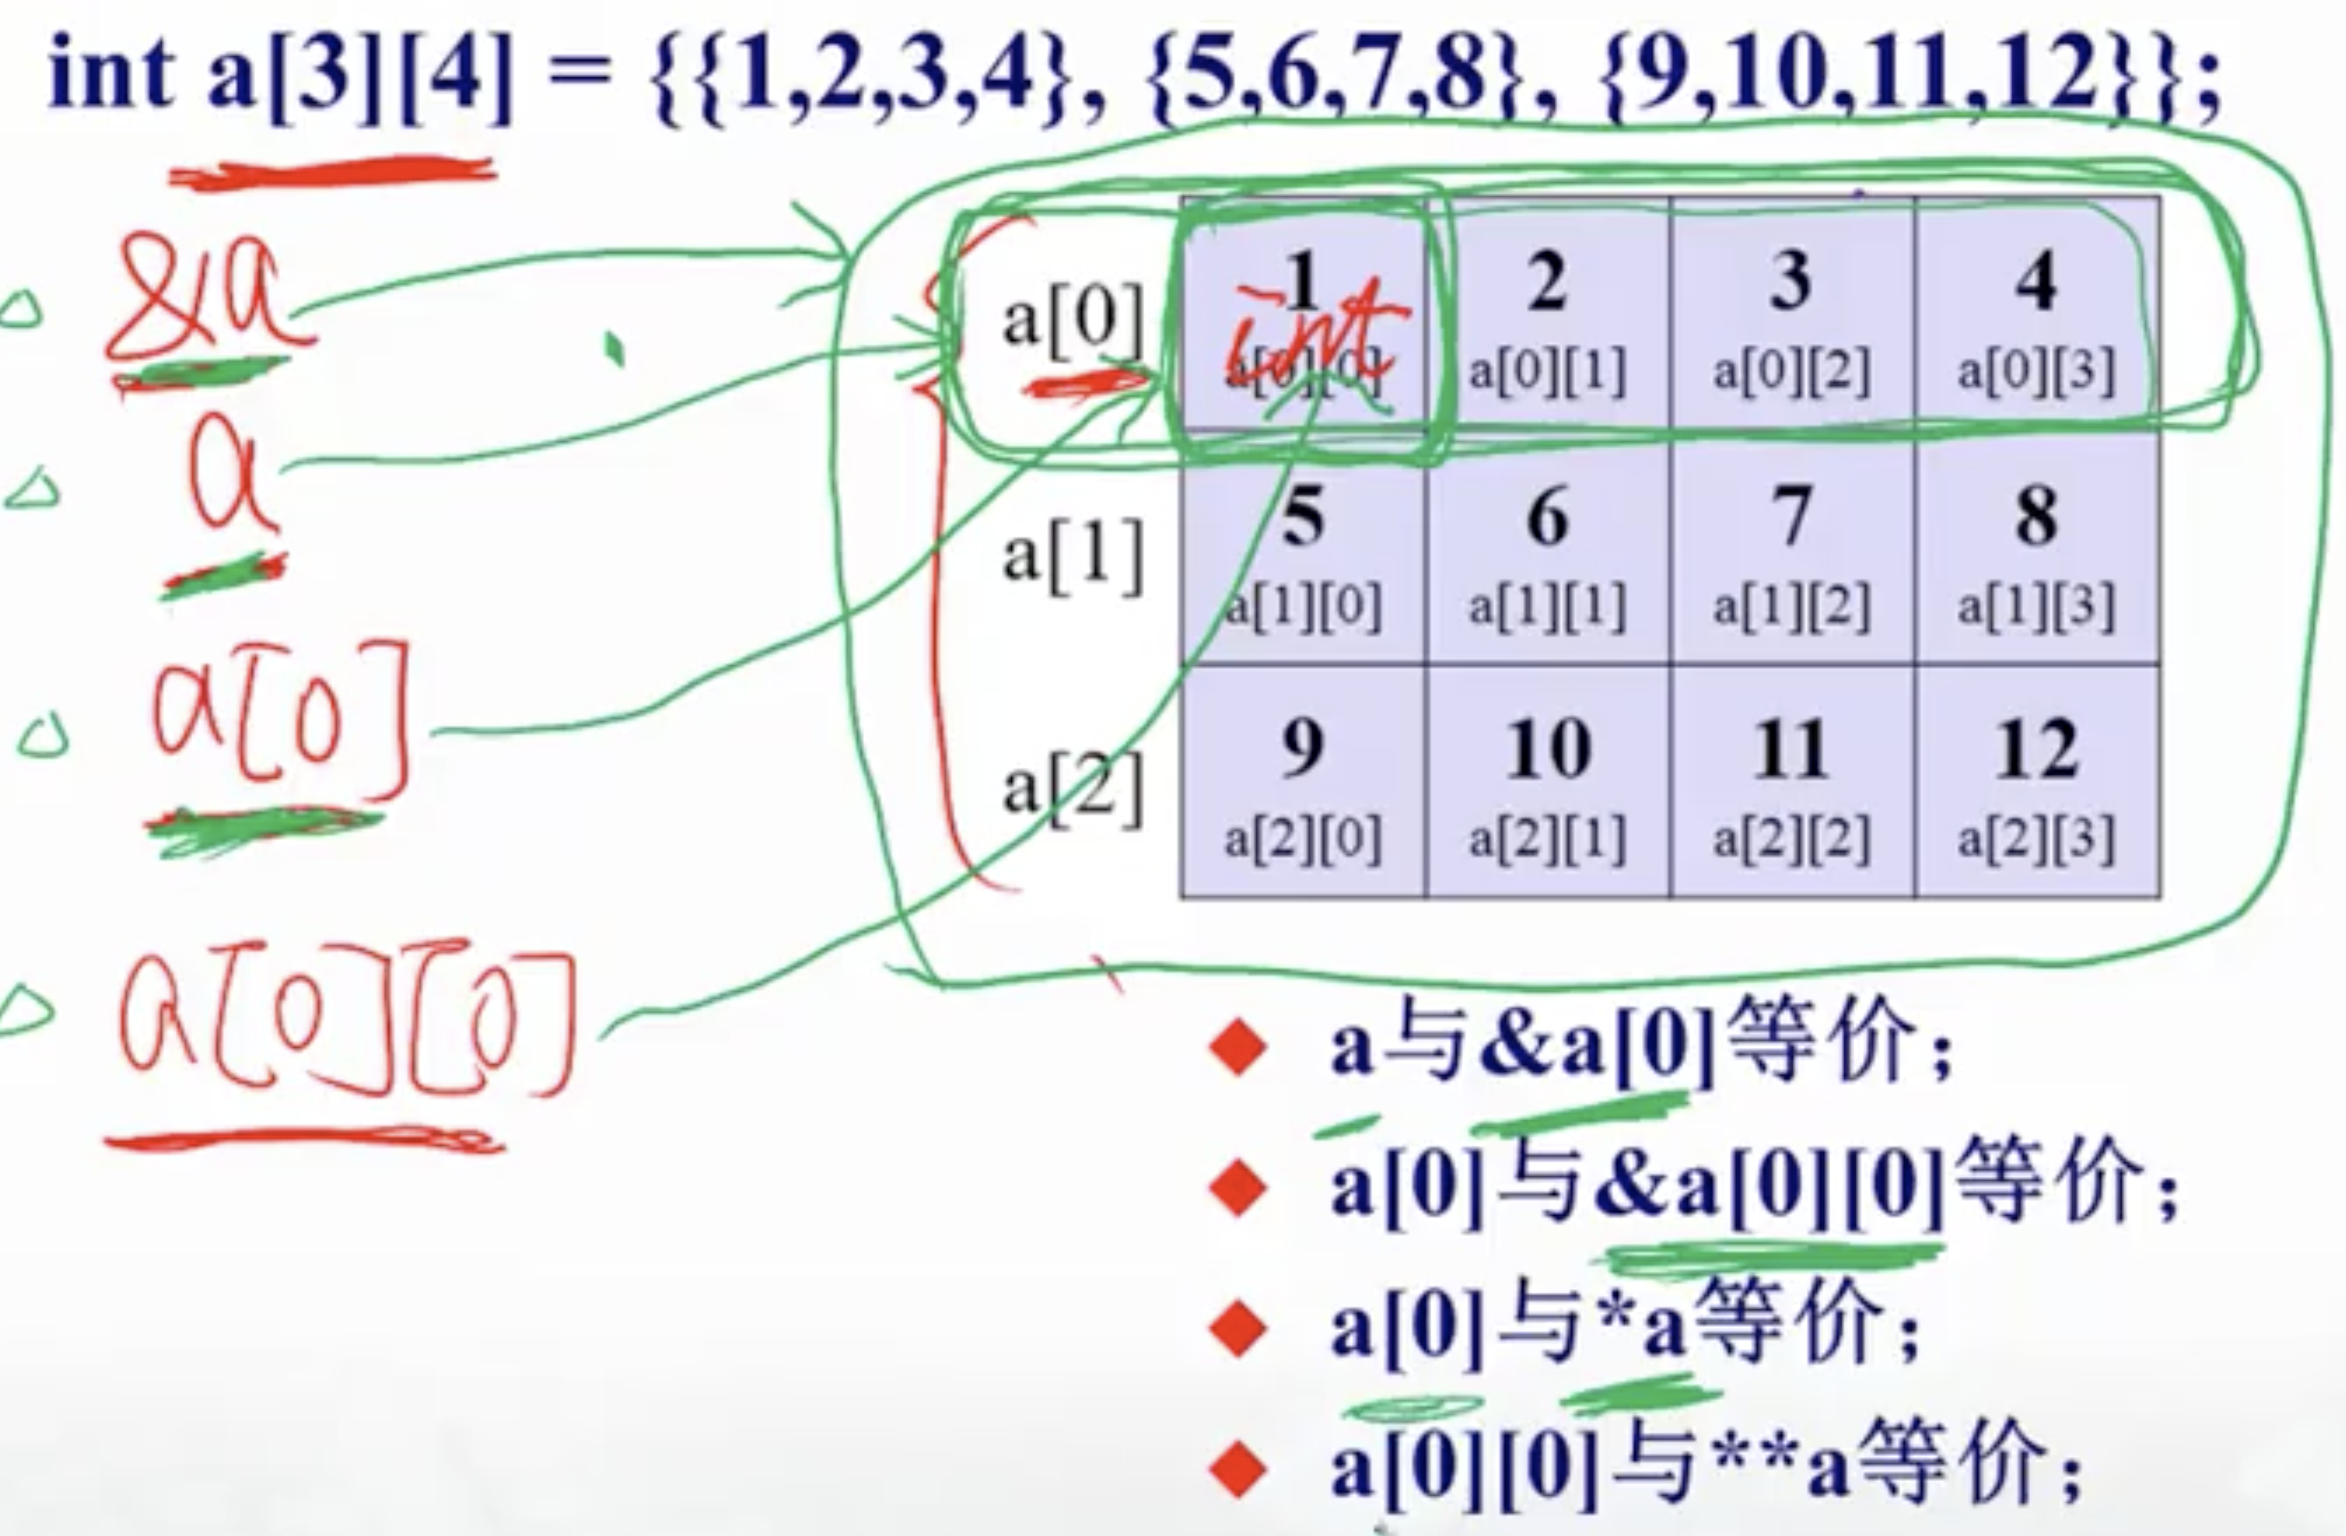 int a[3][4] = {{1,2,3,4}, {5,6,7,8}, {9,10,11,12}};
&a
a
a[0]
a[0][0]
a[0] 1 2 3 4
int
a[0][0] a[0][1] a[0][2] a[0][3]
a[1] 5 6 7 8
a[1][0] a[1][1] a[1][2] a[1][3]
a[2] 9 10 11 12
a[2][0] a[2][1] a[2][2] a[2][3]
a与&a[0]等价;
a[0]与&a[0][0]等价;
a[0]与*a等价;
a[0][0]与**a等价;